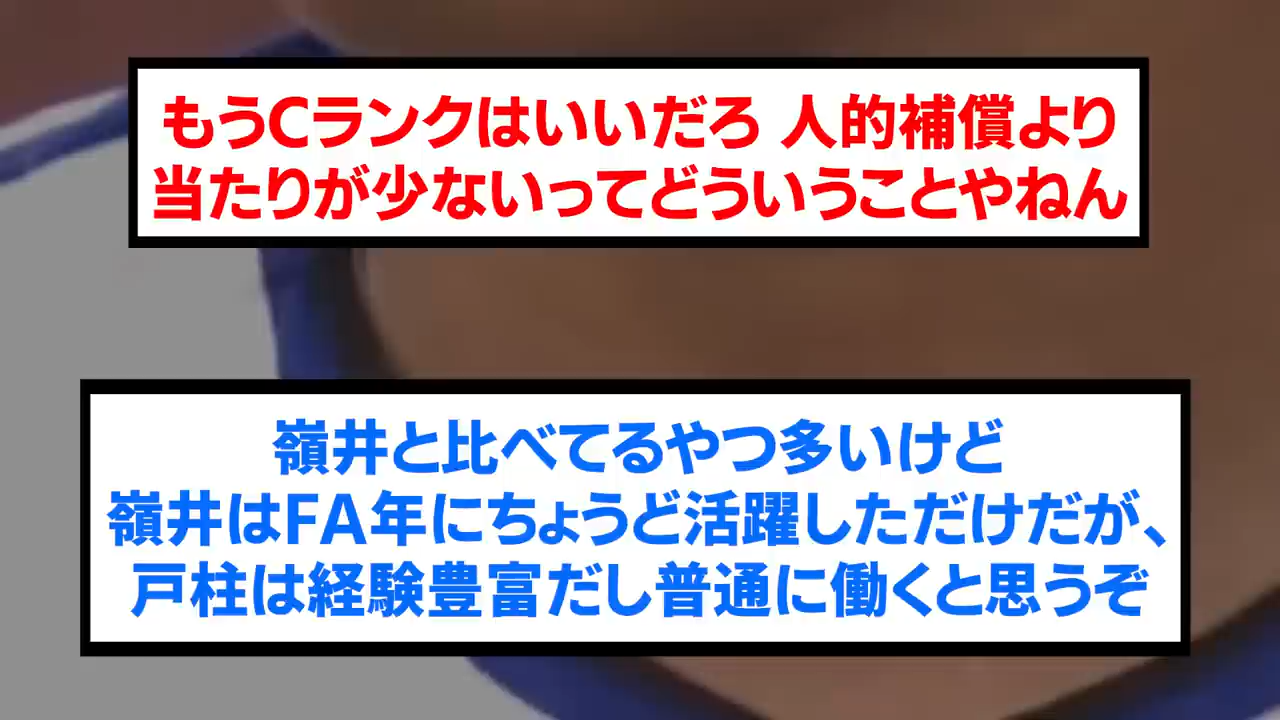 もうCランクはいいだろ 人的補償より
当たりが少ないってどういうことやねん
嶺井と比べてるやつ多いけど
嶺井はFA年にちょうど活躍しただけだが、
戸柱は経験豊富だし普通に働くと思うぞ